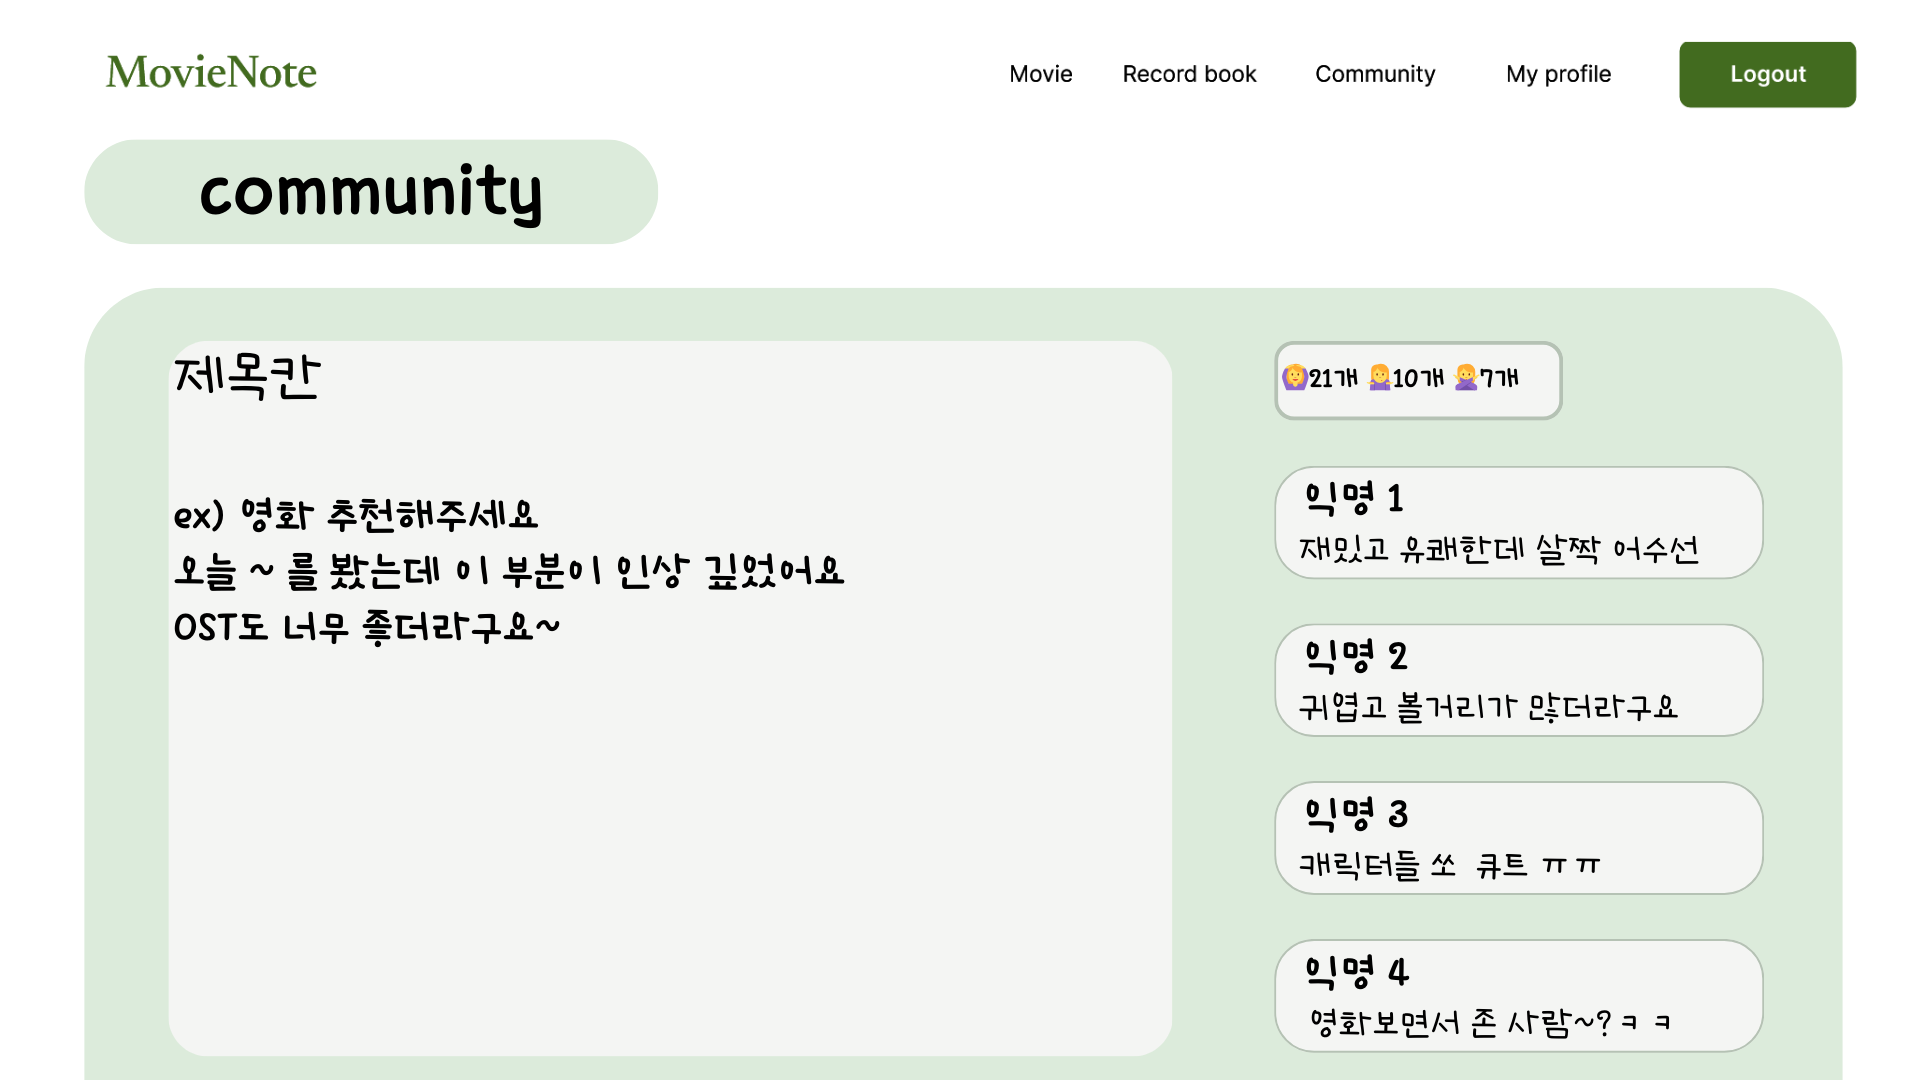 MovieNote
Movie Record book Community My profile Logout
community
제목칸
ex) 영화 추천해주세요
오늘 ~ 를 봤는데 이 부분이 인상 깊었어요
OST도 너무 좋더라구요~
🙆‍♀️21개 💁‍♀️10개 🙅‍♀️7개
익명 1
재밌고 유쾌한데 살짝 어수선
익명 2
귀엽고 볼거리가 많더라구요
익명 3
캐릭터들 쏘 큐트 ㅠㅠ
익명 4
영화보면서 존 사람~? ㅋ ㅋ